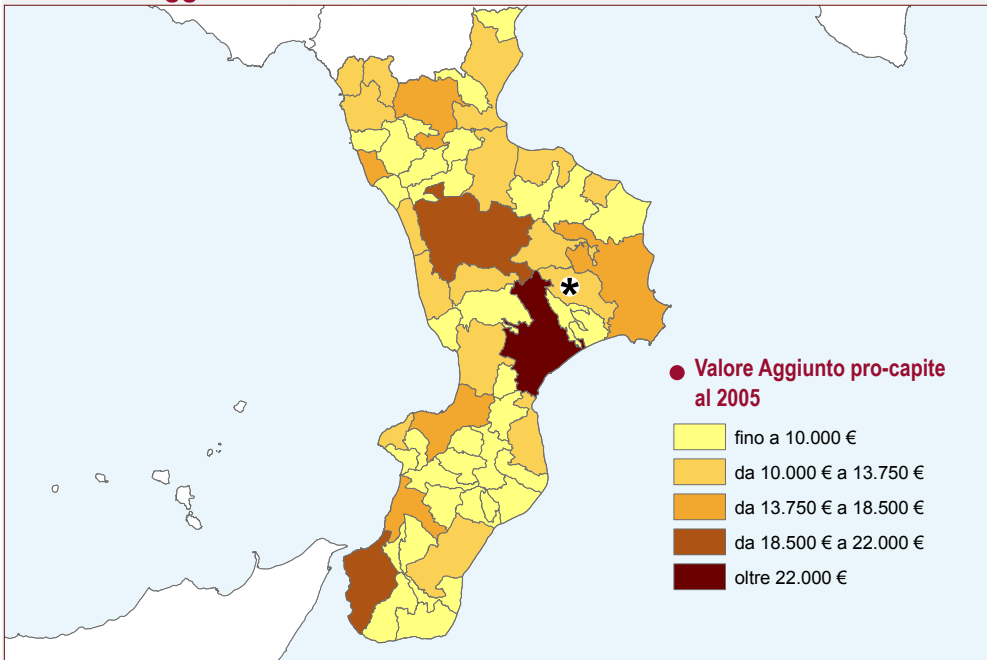 Valore Aggiunto pro-capite
al 2005
fino a 10.000 €
da 10.000 € a 13.750 €
da 13.750 € a 18.500 €
da 18.500 € a 22.000 €
oltre 22.000 €